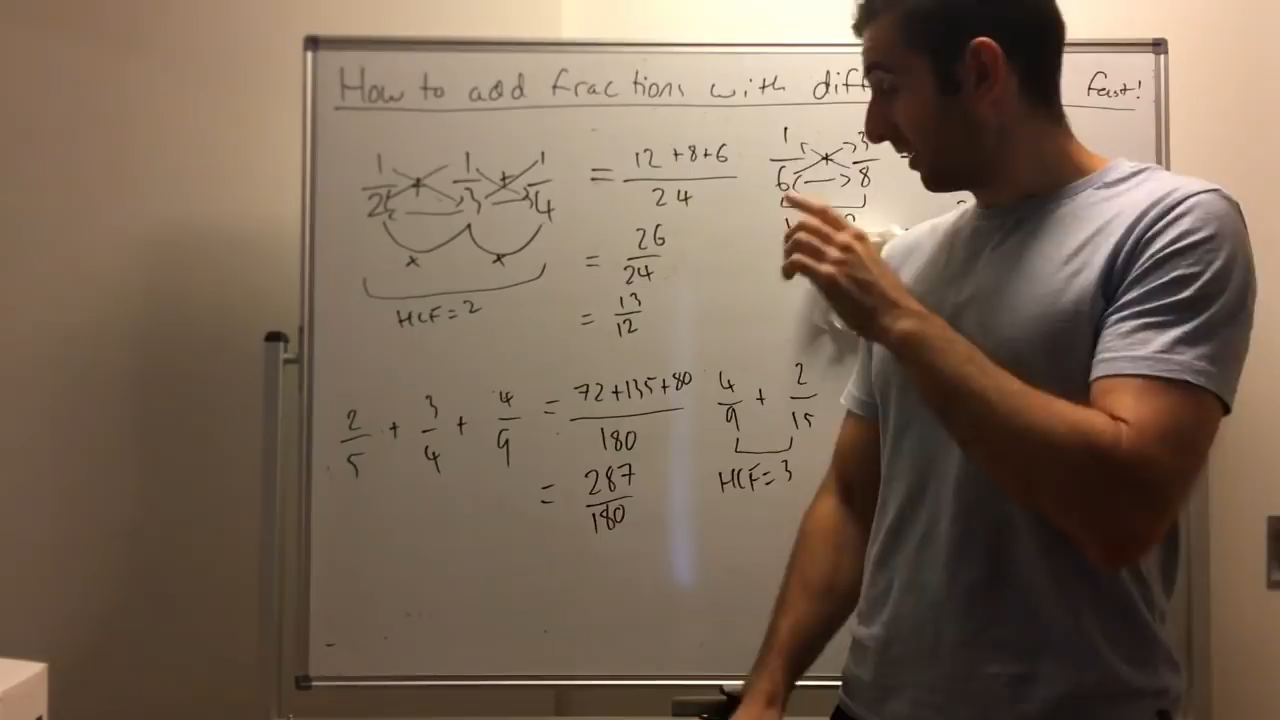 How to add fractions with diff fast!
1/2 + 1/3 + 1/4 = 12+8+6/24
HCF=2
= 26/24
= 13/12
1/6 + 3/8
2/5 + 3/4 + 4/9 = 72+135+80/180
= 287/180
4/9 + 2/15
HCF=3